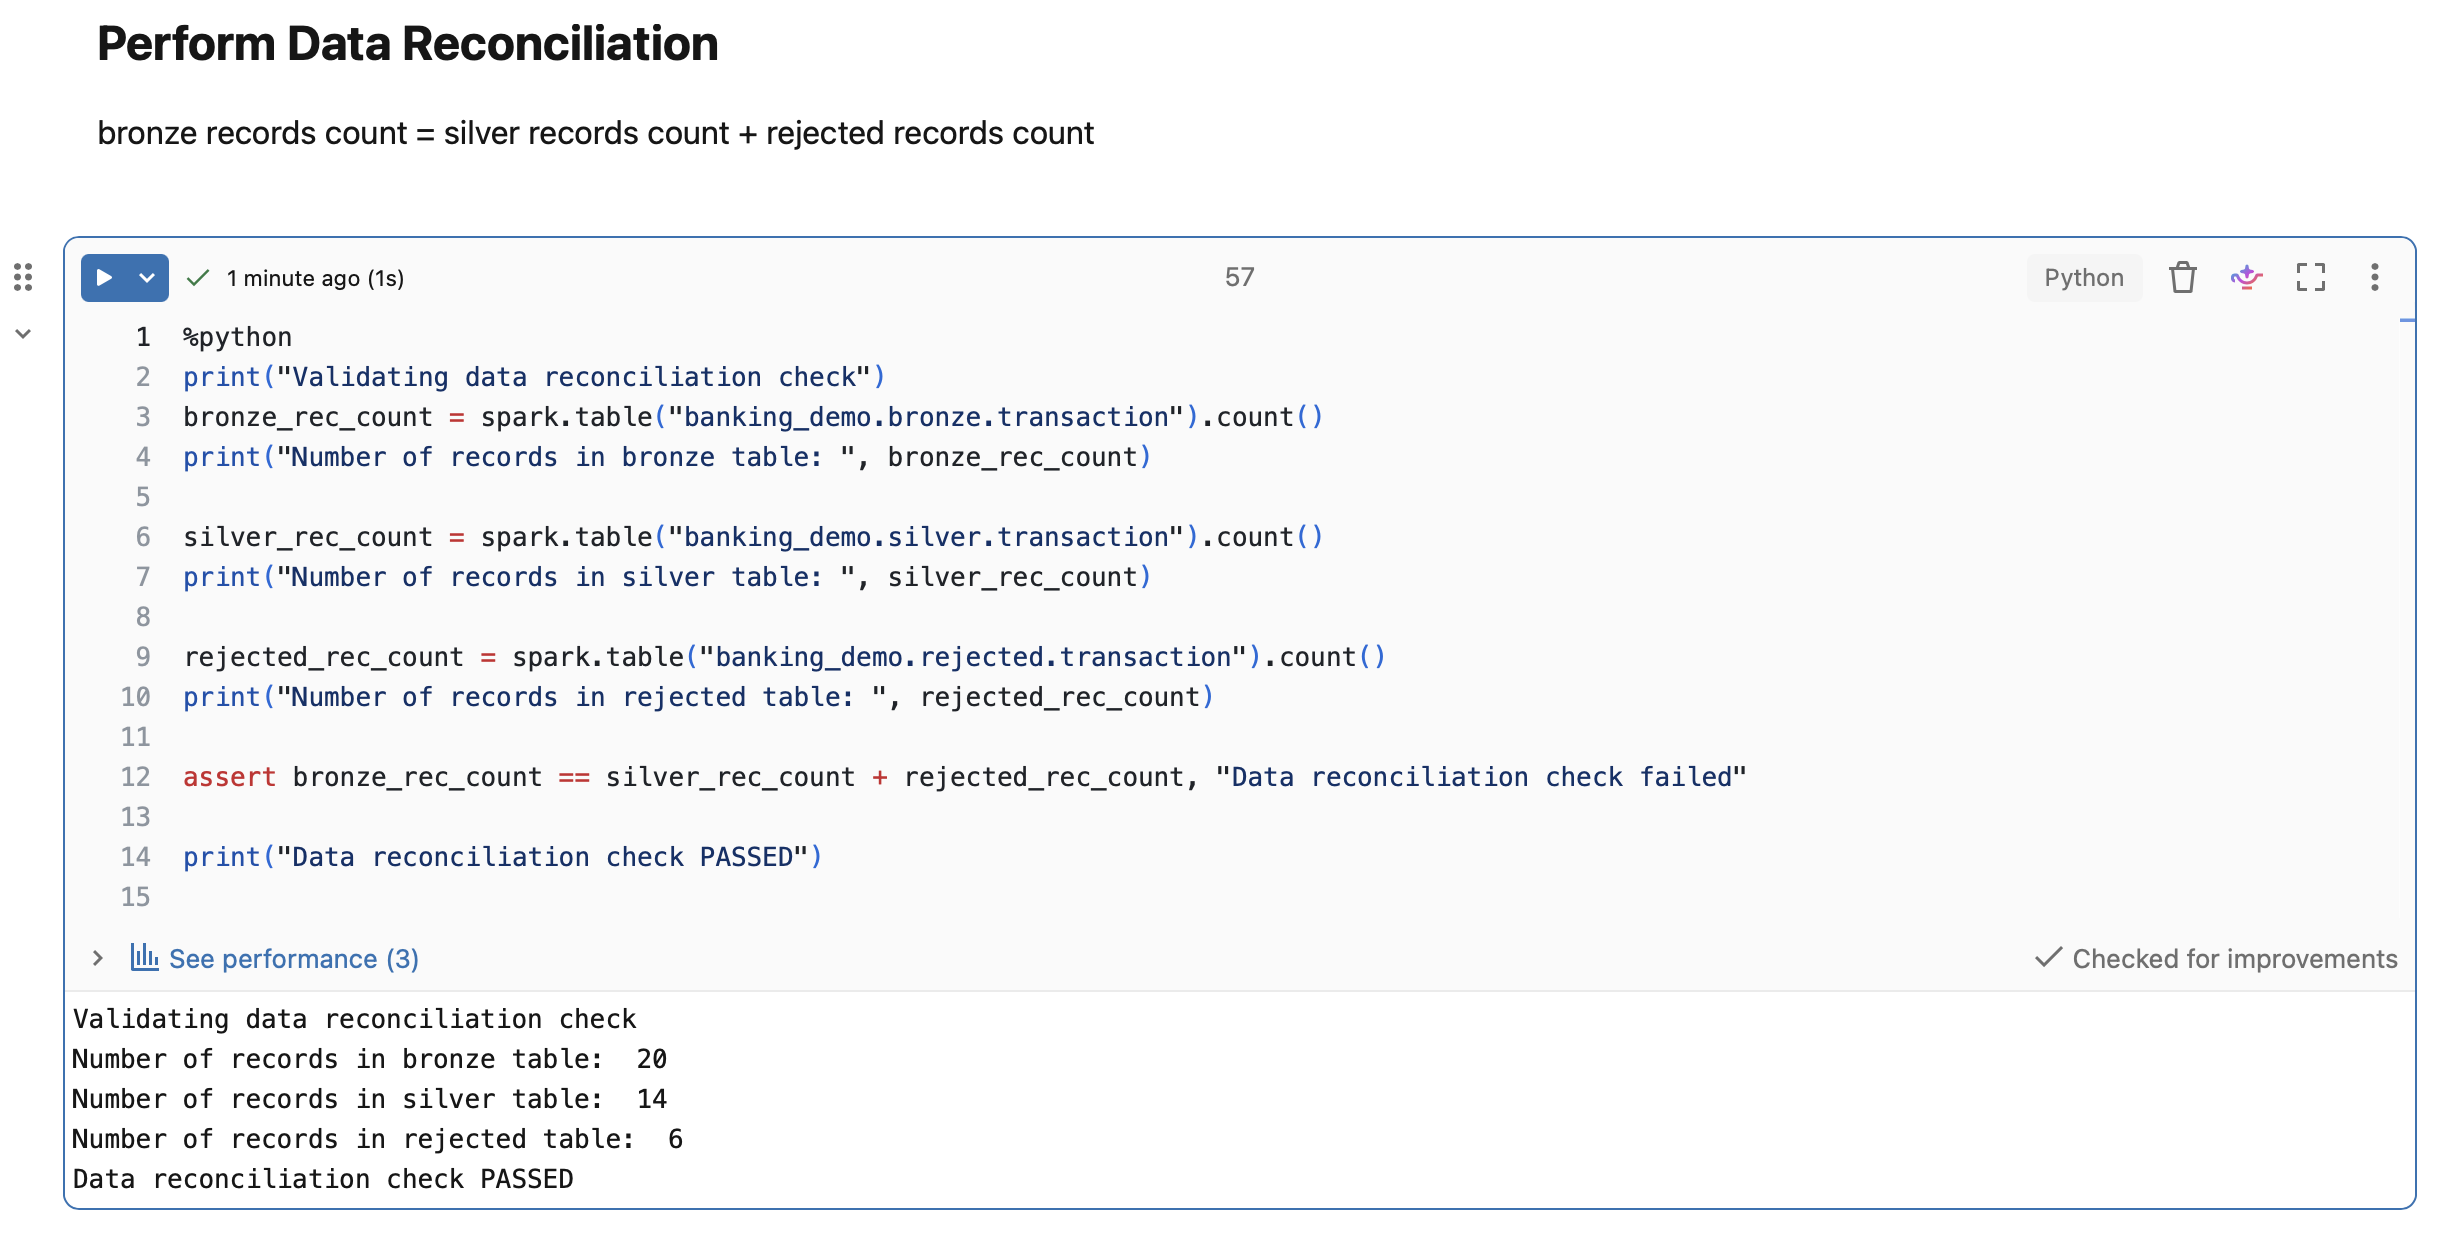 Perform Data Reconciliation
bronze records count = silver records count + rejected records count
1 minute ago (1s)
57
Python
1 %python
2 print("Validating data reconciliation check")
3 bronze_rec_count = spark.table("banking_demo.bronze.transaction").count()
4 print("Number of records in bronze table: ", bronze_rec_count)
5
6 silver_rec_count = spark.table("banking_demo.silver.transaction").count()
7 print("Number of records in silver table: ", silver_rec_count)
8
9 rejected_rec_count = spark.table("banking_demo.rejected.transaction").count()
10 print("Number of records in rejected table: ", rejected_rec_count)
11
12 assert bronze_rec_count == silver_rec_count + rejected_rec_count, "Data reconciliation check failed"
13
14 print("Data reconciliation check PASSED")
15
See performance (3)
Checked for improvements
Validating data reconciliation check
Number of records in bronze table:  20
Number of records in silver table:  14
Number of records in rejected table:  6
Data reconciliation check PASSED